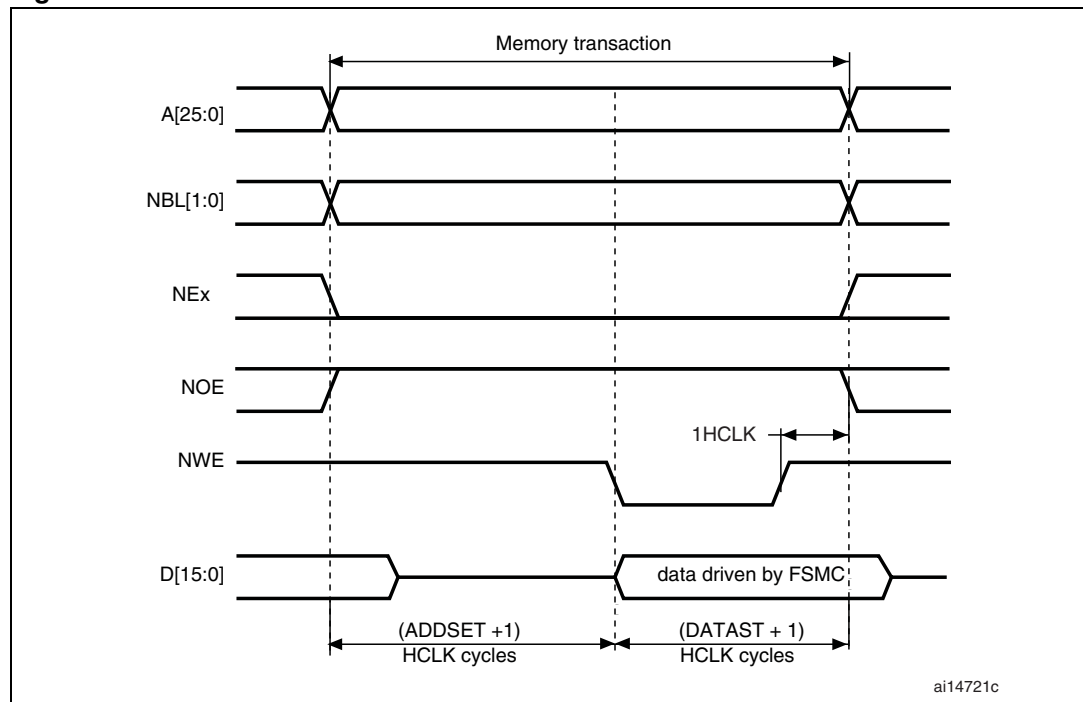 Memory transaction
A[25:0]
NBL[1:0]
NEx
NOE
1HCLK
NWE
D[15:0]
data driven by FSMC
(ADDSET +1)
HCLK cycles
(DATAST + 1)
HCLK cycles
ai14721c